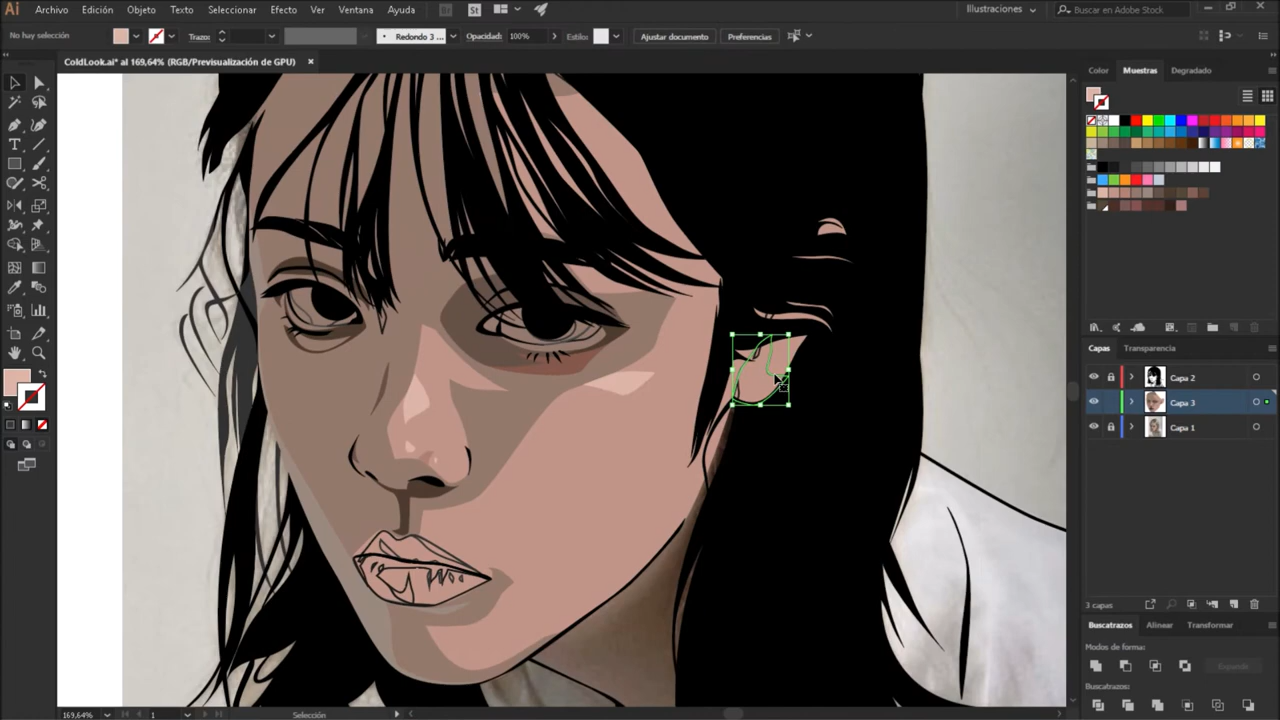 Ai Archivo Edición Objeto Texto Seleccionar Efecto Ver Ventana Ayuda Br St Illustraciones Buscar en Adobe Stock
No hay selección Trazo: Redondo 3 ... Opacidad: 100% Estilo: Ajustar documento Preferencias
ColdLook.ai* al 169,64% (RGB/Previsualización de GPU)
Color Muestras Degradado
Capas Transparencia
Capa 2
Capa 3
Capa 1
3 capas
Buscatrazos Alinear Transformar
Modos de forma:
Expandir
Buscatrazos:
169,64% 1 Selección